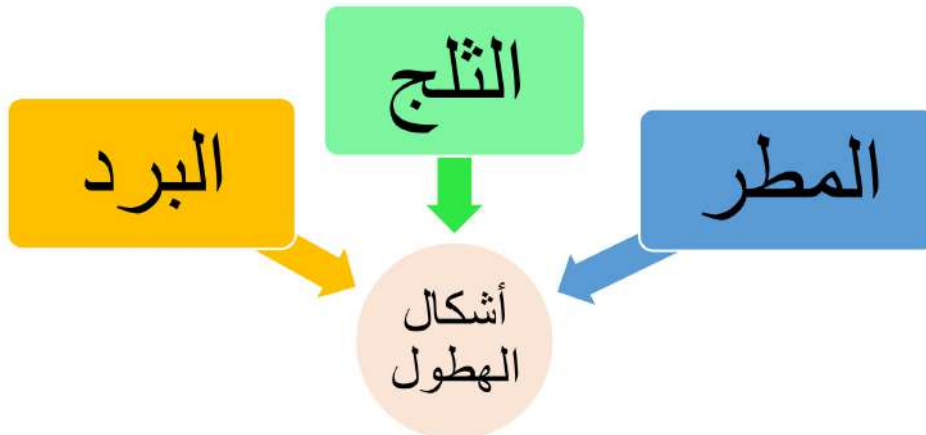 المطر
الثلج
البرد
أشكال
الهطول